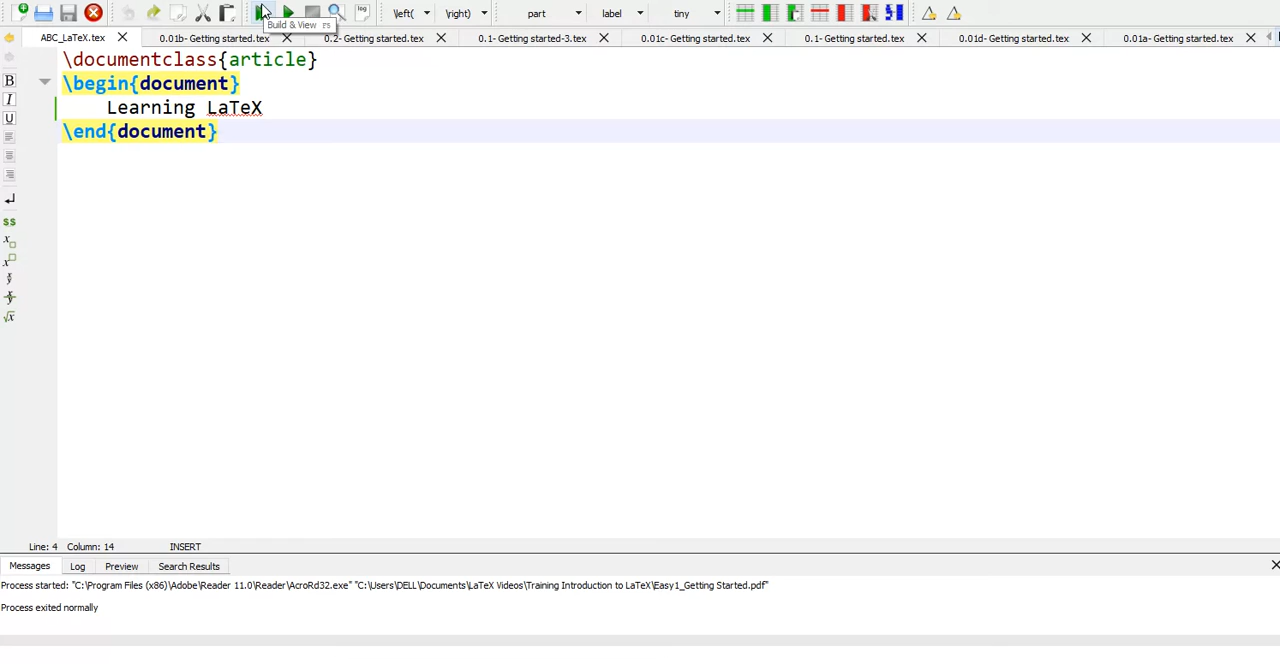 log \left( \right) part label tiny
Build & View F5
ABC_LaTeX.tex 0.01b- Getting started.tex 0.2- Getting started.tex 0.1- Getting started-3.tex 0.01c- Getting started.tex 0.1- Getting started.tex 0.01d- Getting started.tex 0.01a- Getting started.tex
\documentclass{article}
B \begin{document}
I Learning LaTeX
U \end{document}
$$
x
x
x
y
x
y
√x
Line: 4 Column: 14 INSERT
Messages Log Preview Search Results
Process started: "C:\Program Files (x86)\Adobe\Reader 11.0\Reader\AcroRd32.exe" "C:\Users\DELL\Documents\LaTeX Videos\Training Introduction to LaTeX\Easy1_Getting Started.pdf"
Process exited normally